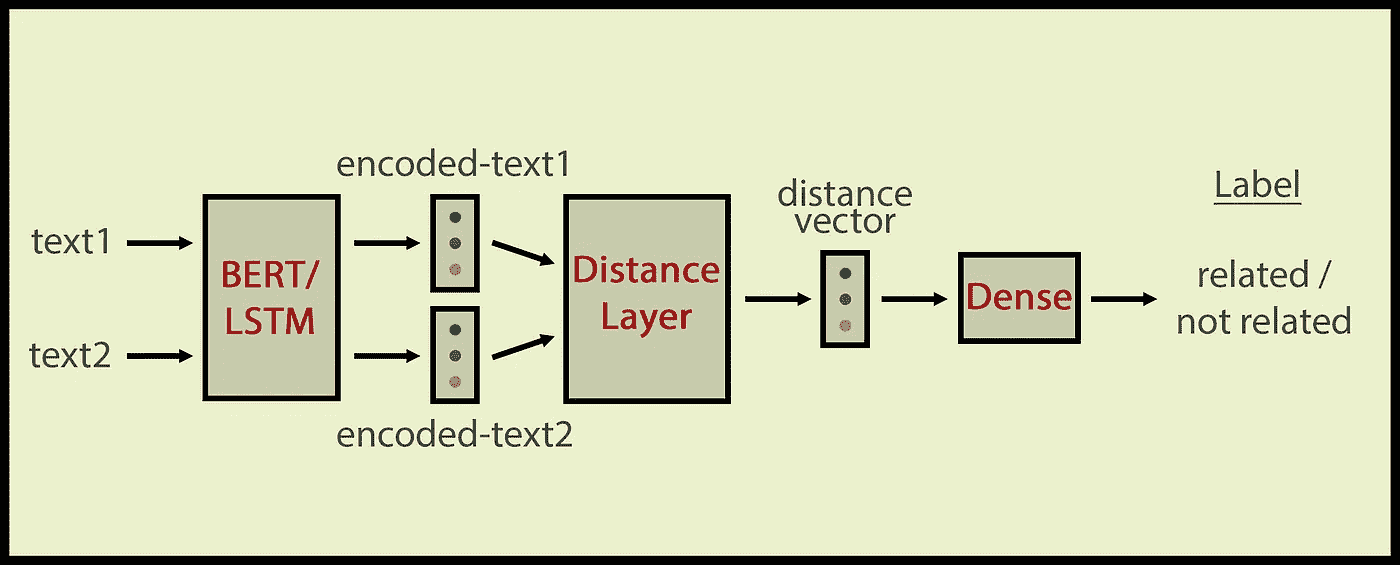 text1
text2
BERT/
LSTM
encoded-text1
encoded-text2
Distance
Layer
distance
vector
Dense
Label
related /
not related